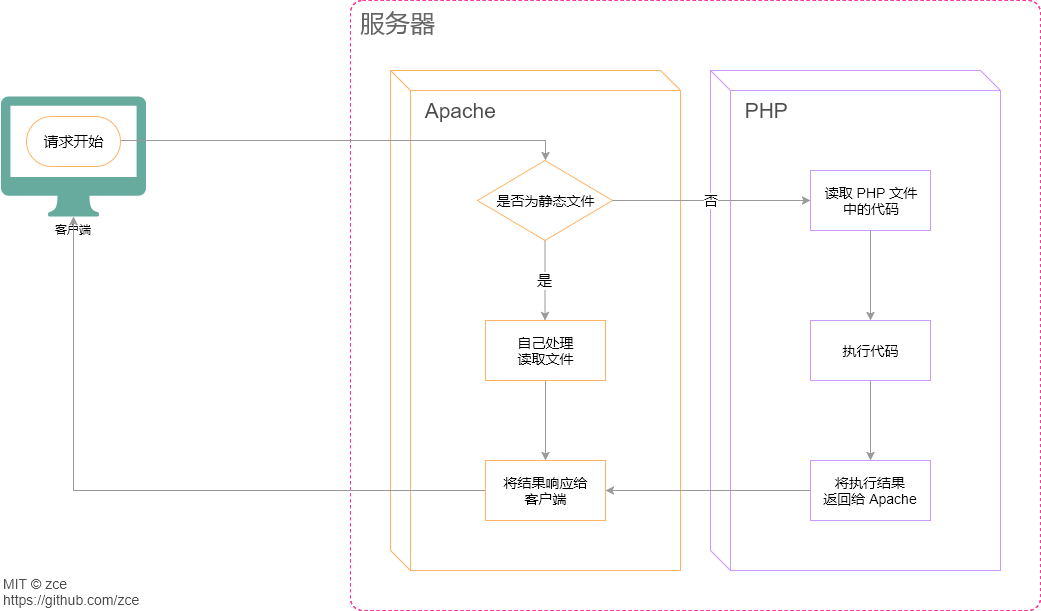 服务器
Apache
PHP
请求开始
是否为静态文件
否
读取 PHP 文件
中的代码
客户端
是
自己处理
读取文件
执行代码
将结果响应给
客户端
将执行结果
返回给 Apache
MIT © zce
https://github.com/zce